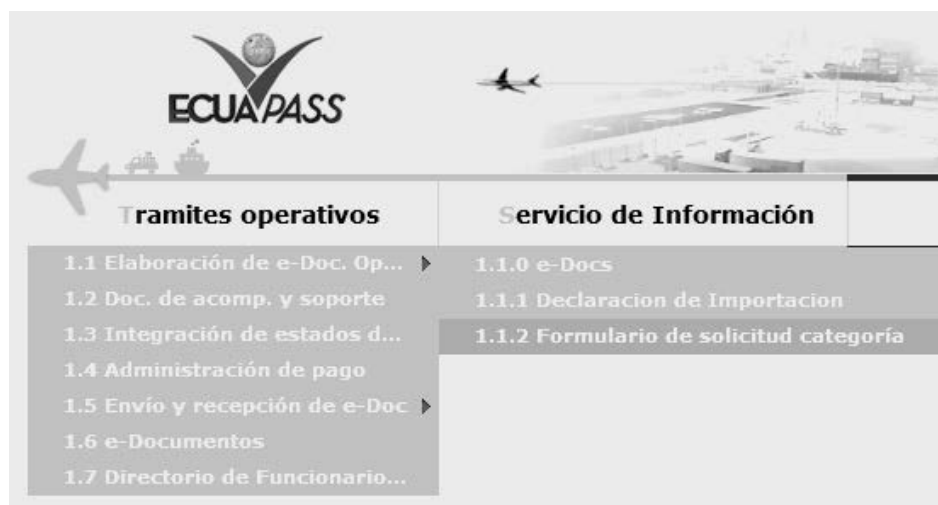 ECUAPASS
Tramites operativos
Servicio de Información
1.1 Elaboración de e-Doc. Op...
1.2 Doc. de acomp. y soporte
1.3 Integración de estados d...
1.4 Administración de pago
1.5 Envío y recepción de e-Doc
1.6 e-Documentos
1.7 Directorio de Funcionario...
1.1.0 e-Docs
1.1.1 Declaracion de Importacion
1.1.2 Formulario de solicitud categoría